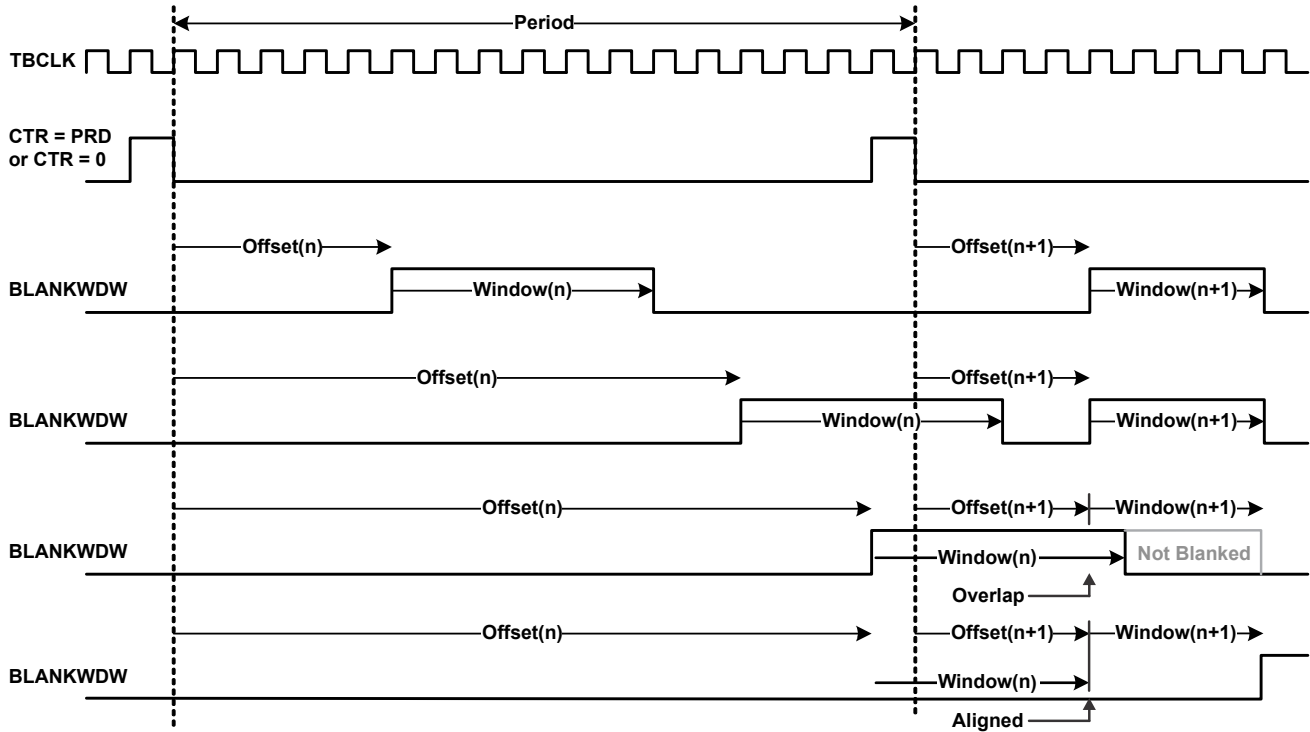 Period
TBCLK
CTR = PRD
or CTR = 0
Offset(n)
Offset(n+1)
BLANKWDW
Window(n)
Window(n+1)
Offset(n)
Offset(n+1)
BLANKWDW
Window(n)
Window(n+1)
Offset(n)
Offset(n+1)
Window(n+1)
BLANKWDW
Window(n)
Not Blanked
Overlap
Offset(n)
Offset(n+1)
Window(n+1)
BLANKWDW
Window(n)
Aligned